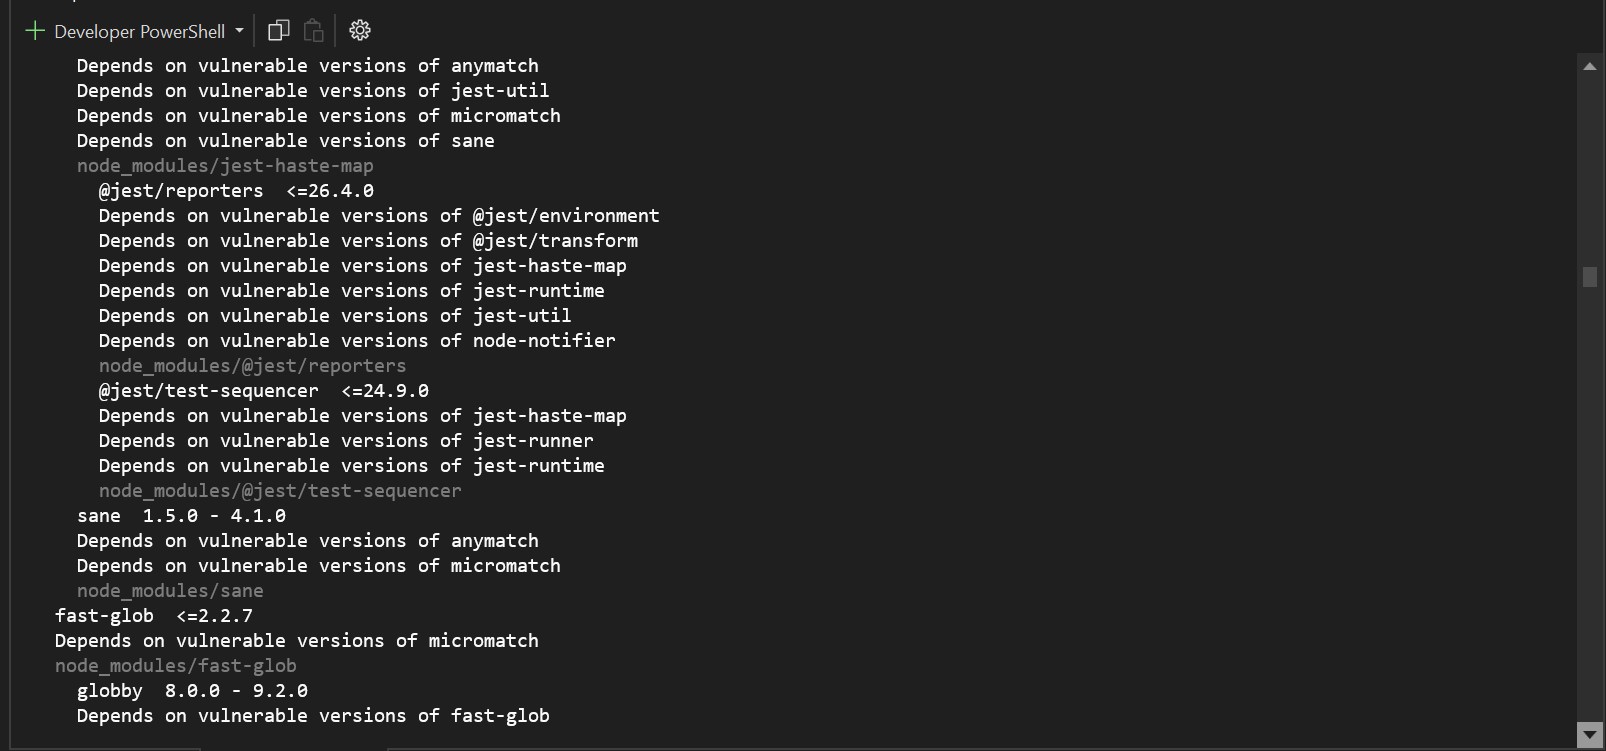 Developer PowerShell
Depends on vulnerable versions of anymatch
Depends on vulnerable versions of jest-util
Depends on vulnerable versions of micromatch
Depends on vulnerable versions of sane
node_modules/jest-haste-map
@jest/reporters  <=26.4.0
Depends on vulnerable versions of @jest/environment
Depends on vulnerable versions of @jest/transform
Depends on vulnerable versions of jest-haste-map
Depends on vulnerable versions of jest-runtime
Depends on vulnerable versions of jest-util
Depends on vulnerable versions of node-notifier
node_modules/@jest/reporters
@jest/test-sequencer  <=24.9.0
Depends on vulnerable versions of jest-haste-map
Depends on vulnerable versions of jest-runner
Depends on vulnerable versions of jest-runtime
node_modules/@jest/test-sequencer
sane  1.5.0 - 4.1.0
Depends on vulnerable versions of anymatch
Depends on vulnerable versions of micromatch
node_modules/sane
fast-glob  <=2.2.7
Depends on vulnerable versions of micromatch
node_modules/fast-glob
globby  8.0.0 - 9.2.0
Depends on vulnerable versions of fast-glob